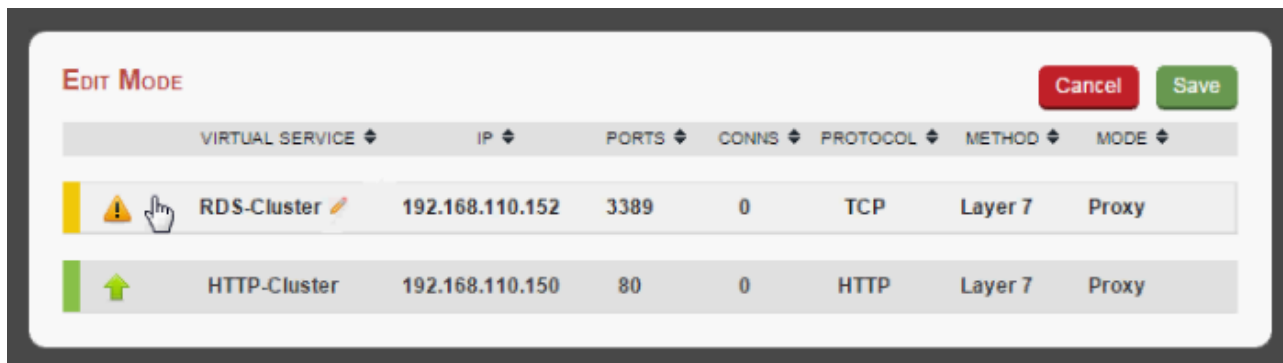 EDIT MODE
Cancel Save
VIRTUAL SERVICE IP PORTS CONNS PROTOCOL METHOD MODE
RDS-Cluster 192.168.110.152 3389 0 TCP Layer 7 Proxy
HTTP-Cluster 192.168.110.150 80 0 HTTP Layer 7 Proxy